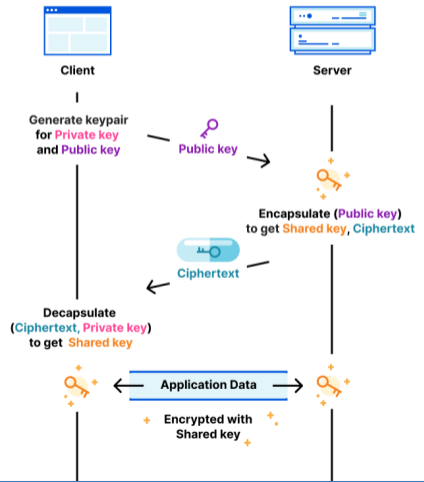 Client
Server
Generate keypair
for Private key
and Public key
Public key
Encapsulate (Public key)
to get Shared key, Ciphertext
Ciphertext
Decapsulate
(Ciphertext, Private key)
to get Shared key
Application Data
Encrypted with
Shared key